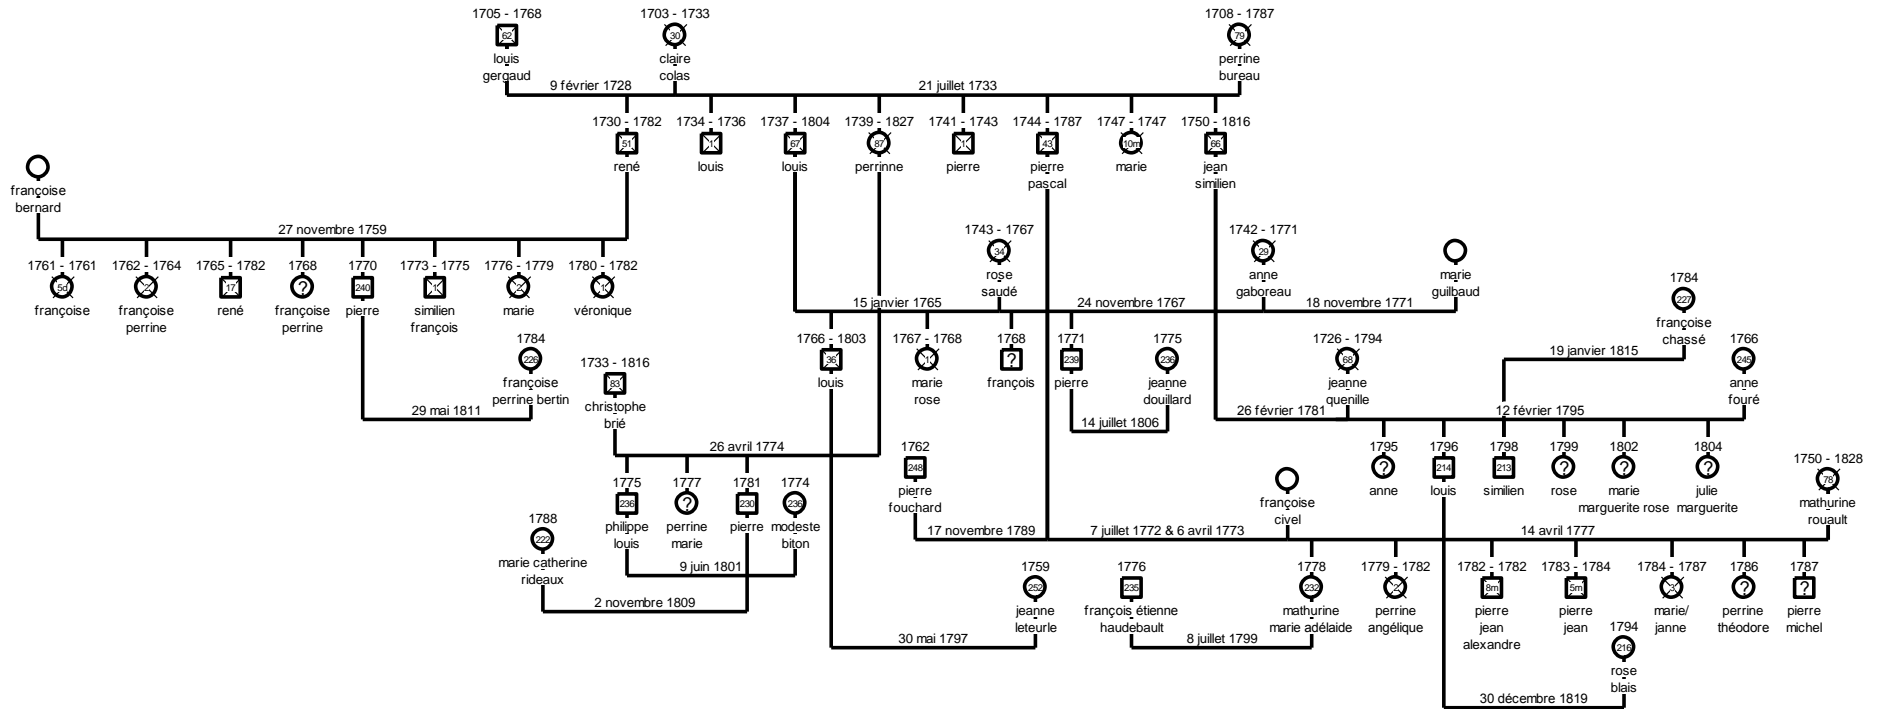 1705 - 1768
62
louis
gergaud
1703 - 1733
30
claire
colas
1708 - 1787
79
perrine
bureau
9 février 1728
21 juillet 1733
1730 - 1782
51
rené
1734 - 1736
1
louis
1737 - 1804
67
louis
1739 - 1827
87
perrinne
1741 - 1743
1
pierre
1744 - 1787
43
pierre
pascal
1747 - 1747
10m
marie
1750 - 1816
66
jean
similien
françoise
bernard
27 novembre 1759
1761 - 1761
5d
françoise
1762 - 1764
2
françoise
perrine
1765 - 1782
17
rené
1768
?
françoise
perrine
1770
240
pierre
1773 - 1775
1
similien
françois
1776 - 1779
2
marie
1780 - 1782
1
véronique
1743 - 1767
34
rose
saudé
1742 - 1771
29
anne
gaboreau
marie
guilbaud
15 janvier 1765
24 novembre 1767
18 novembre 1771
1766 - 1803
36
louis
1767 - 1768
1
marie
rose
1768
?
françois
1771
239
pierre
1775
236
jeanne
douillard
14 juillet 1806
1784
226
françoise
perrine bertin
29 mai 1811
1733 - 1816
83
christophe
brié
26 avril 1774
1726 - 1794
68
jeanne
quenille
1784
227
françoise
chassé
19 janvier 1815
1766
245
anne
fouré
26 février 1781
12 février 1795
1795
?
anne
1796
214
louis
1798
213
similien
1799
?
rose
1802
?
marie
marguerite rose
1804
?
julie
marguerite
1775
236
philippe
louis
1777
?
perrine
marie
1781
230
pierre
1774
236
modeste
biton
9 juin 1801
1788
222
marie catherine
rideaux
2 novembre 1809
1762
248
pierre
fouchard
françoise
civel
1750 - 1828
78
mathurine
rouault
17 novembre 1789
7 juillet 1772 & 6 avril 1773
14 avril 1777
1759
252
jeanne
leteurle
30 mai 1797
1776
235
françois étienne
haudebault
1778
232
mathurine
marie adélaide
8 juillet 1799
1779 - 1782
2
perrine
angélique
1782 - 1782
8m
pierre
jean
alexandre
1783 - 1784
5m
pierre
jean
1784 - 1787
3
marie/
janne
1786
?
perrine
théodore
1787
?
pierre
michel
1794
216
rose
blais
30 décembre 1819